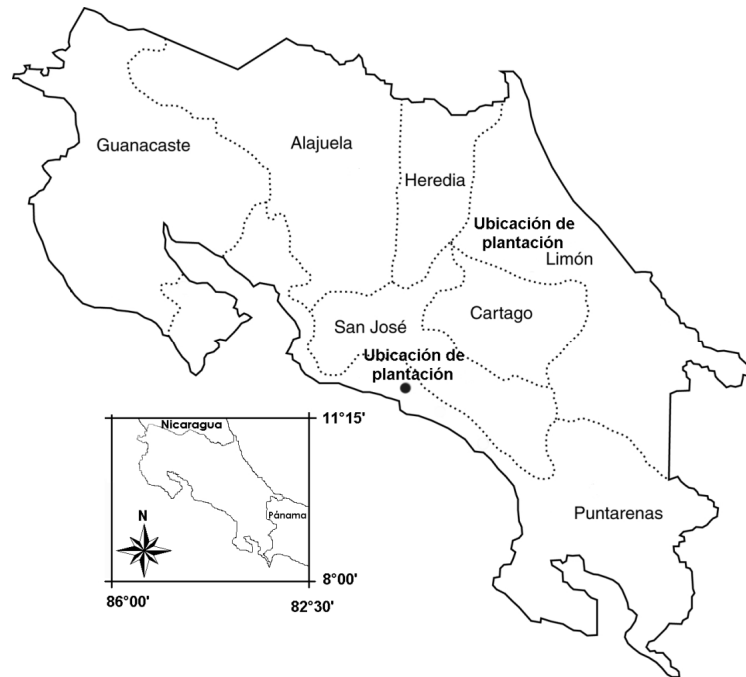 Guanacaste
Alajuela
Heredia
Ubicación de
plantación
Limón
San José
Cartago
Ubicación de
plantación
11°15'
Nicaragua
Pánama
N
8°00'
86°00'
82°30'
Puntarenas